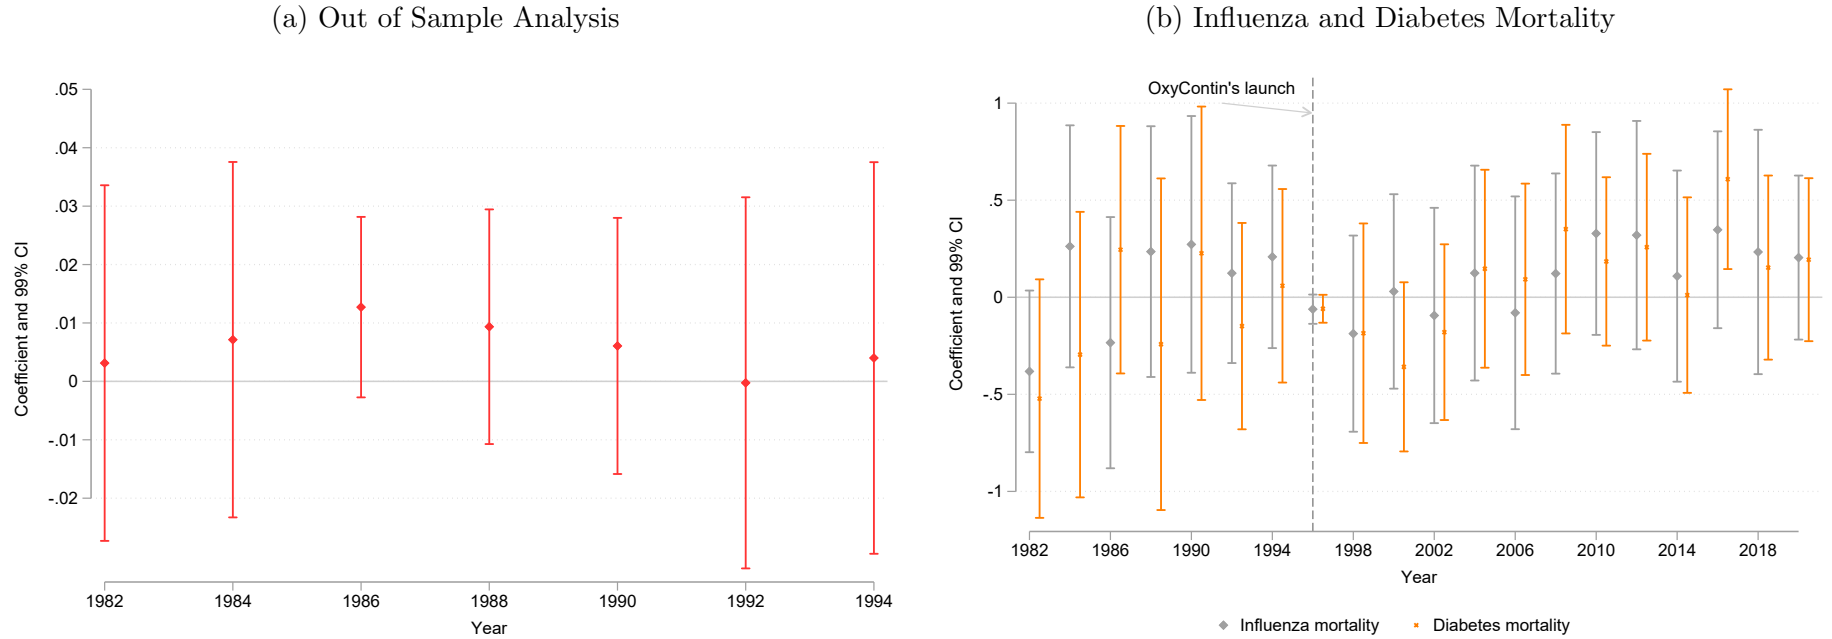 (a) Out of Sample Analysis
.05
.04
.03
.02
.01
0
-.01
-.02
Coefficient and 99% CI
1982 1984 1986 1988 1990 1992 1994
Year
(b) Influenza and Diabetes Mortality
OxyContin's launch
1
.5
0
-.5
-1
Coefficient and 99% CI
1982 1986 1990 1994 1998 2002 2006 2010 2014 2018
Year
Influenza mortality Diabetes mortality